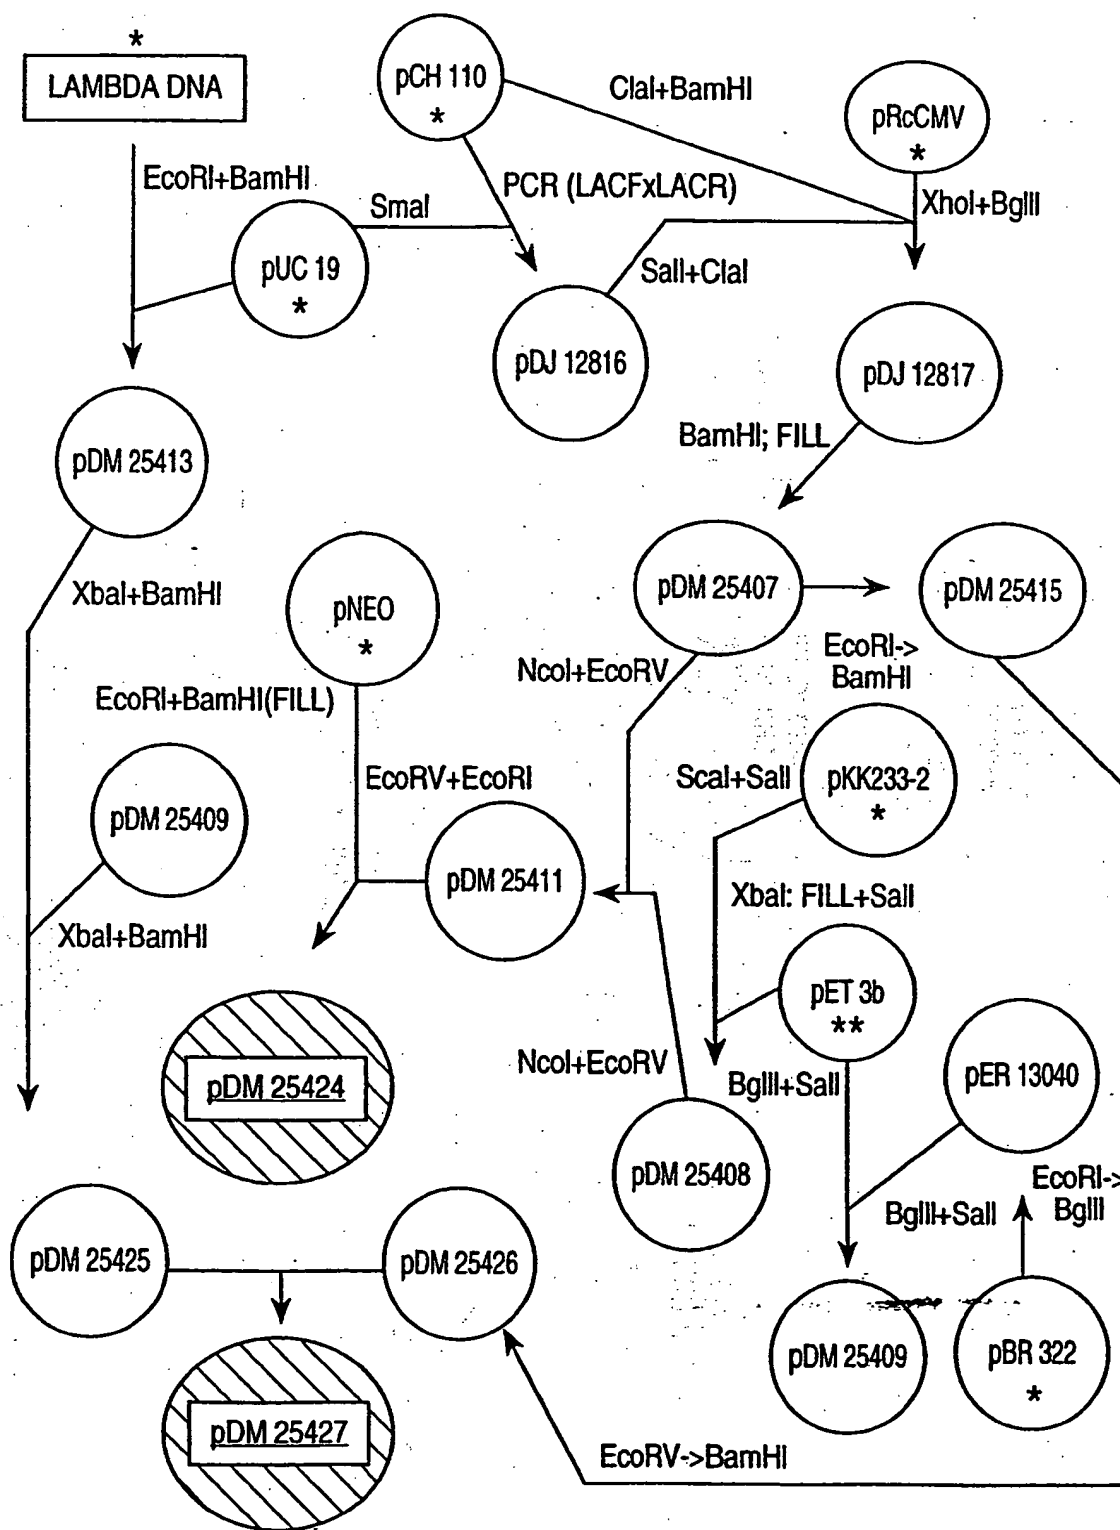 *
LAMBDA DNA
pCH 110
*
ClaI+BamHI
pRcCMV
*
EcoRI+BamHI
SmaI
PCR (LACFxLACR)
XhoI+BglII
pUC 19
*
SalI+ClaI
pDJ 12816
pDJ 12817
BamHI; FILL
pDM 25413
XbaI+BamHI
pNEO
*
pDM 25407
pDM 25415
NcoI+EcoRV
EcoRI->
BamHI
EcoRI+BamHI(FILL)
EcoRV+EcoRI
ScaI+SalI
pKK233-2
*
pDM 25409
pDM 25411
XbaI: FILL+SalI
XbaI+BamHI
pET 3b
**
pDM 25424
NcoI+EcoRV
BglII+SalI
pER 13040
pDM 25408
EcoRI->
BglII
BglII+SalI
pDM 25425
pDM 25426
pDM 25409
pBR 322
*
pDM 25427
EcoRV->BamHI